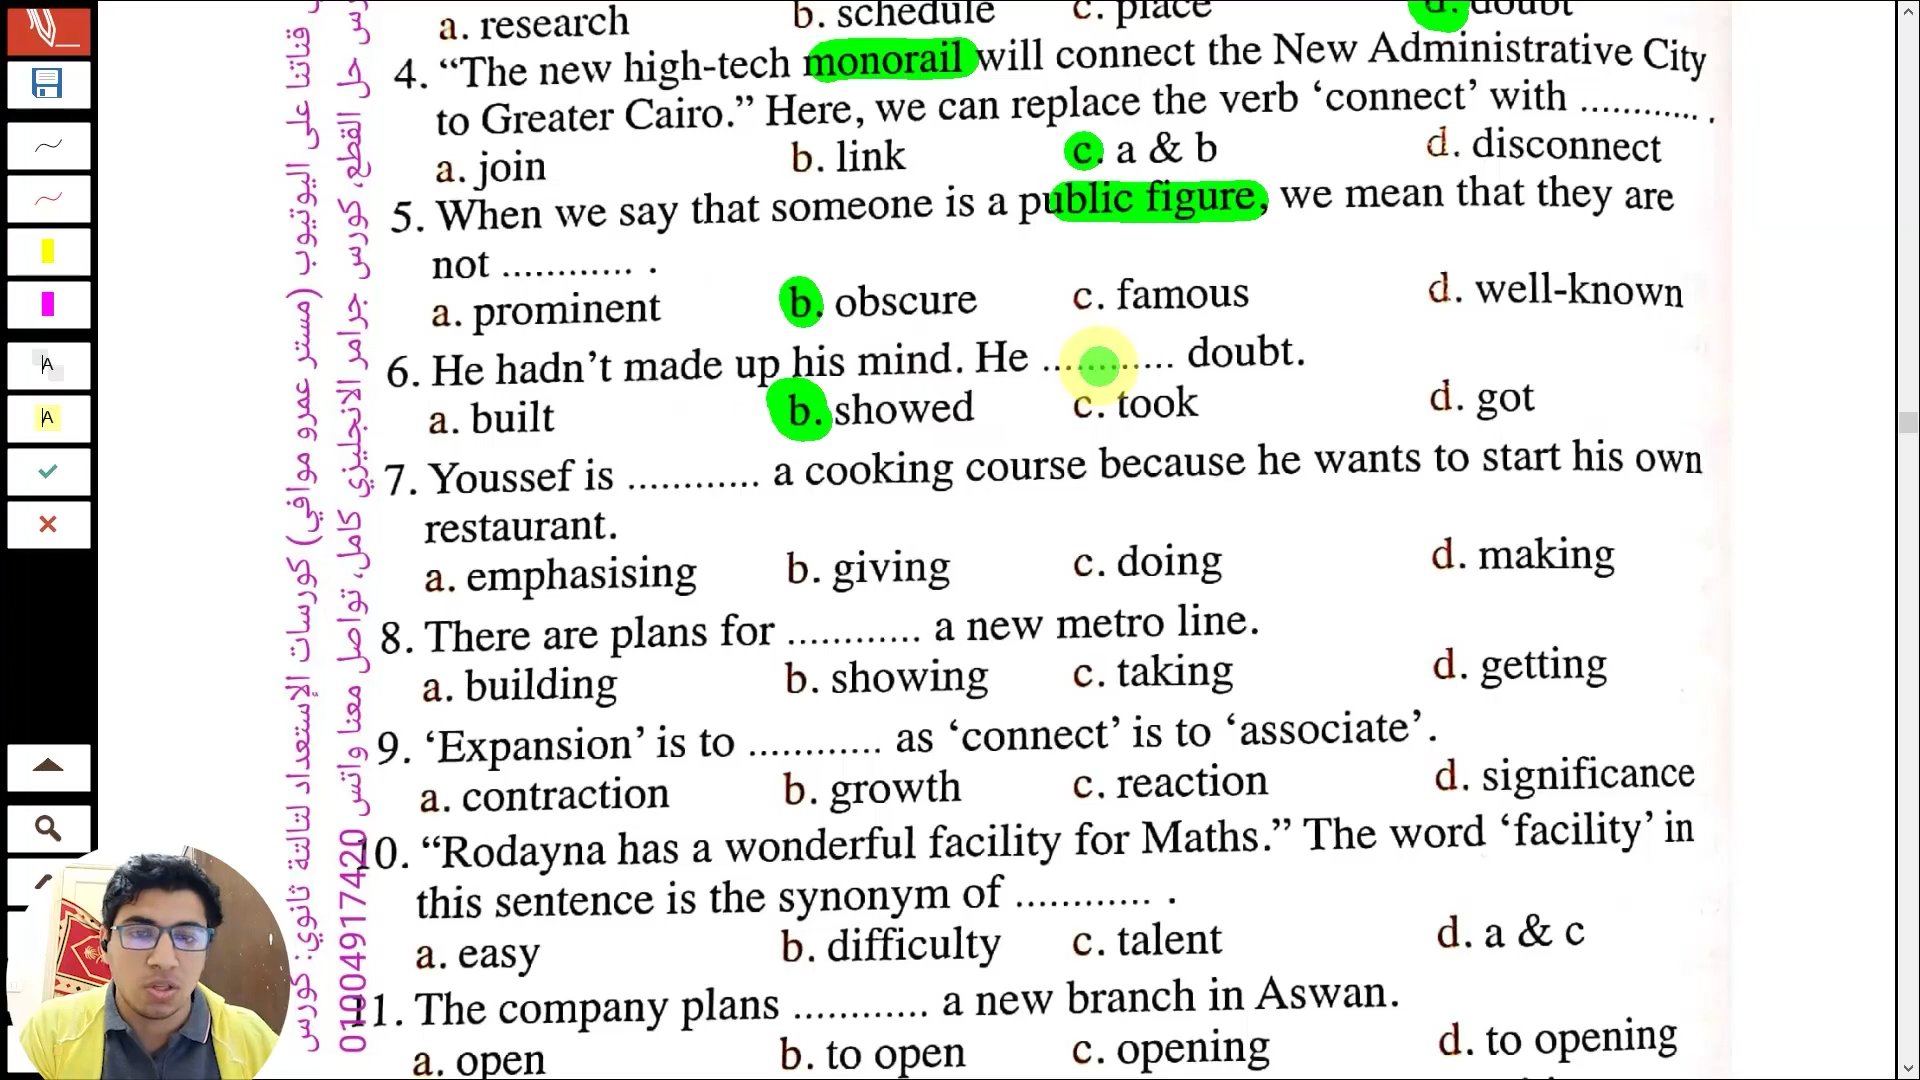 a. research b. schedule c. place d. doubt
4. “The new high-tech monorail will connect the New Administrative City
to Greater Cairo.” Here, we can replace the verb ‘connect’ with ............ .
a. join b. link c. a & b d. disconnect
5. When we say that someone is a public figure, we mean that they are
not ............ .
a. prominent b. obscure c. famous d. well-known
6. He hadn’t made up his mind. He ............ doubt.
a. built b. showed c. took d. got
7. Youssef is ............ a cooking course because he wants to start his own
restaurant.
a. emphasising b. giving c. doing d. making
8. There are plans for ............ a new metro line.
a. building b. showing c. taking d. getting
9. ‘Expansion’ is to ............ as ‘connect’ is to ‘associate’.
a. contraction b. growth c. reaction d. significance
10. “Rodayna has a wonderful facility for Maths.” The word ‘facility’ in
this sentence is the synonym of ............ .
a. easy b. difficulty c. talent d. a & c
11. The company plans ............ a new branch in Aswan.
a. open b. to open c. opening d. to opening
قناتنا على اليوتيوب (مستر عمرو موافي) كورسات الإستعداد لتالتة ثانوي: كورس
حل القطع، كورس جرامر الانجليزي كامل، تواصل معنا واتس 01004917420
A
A